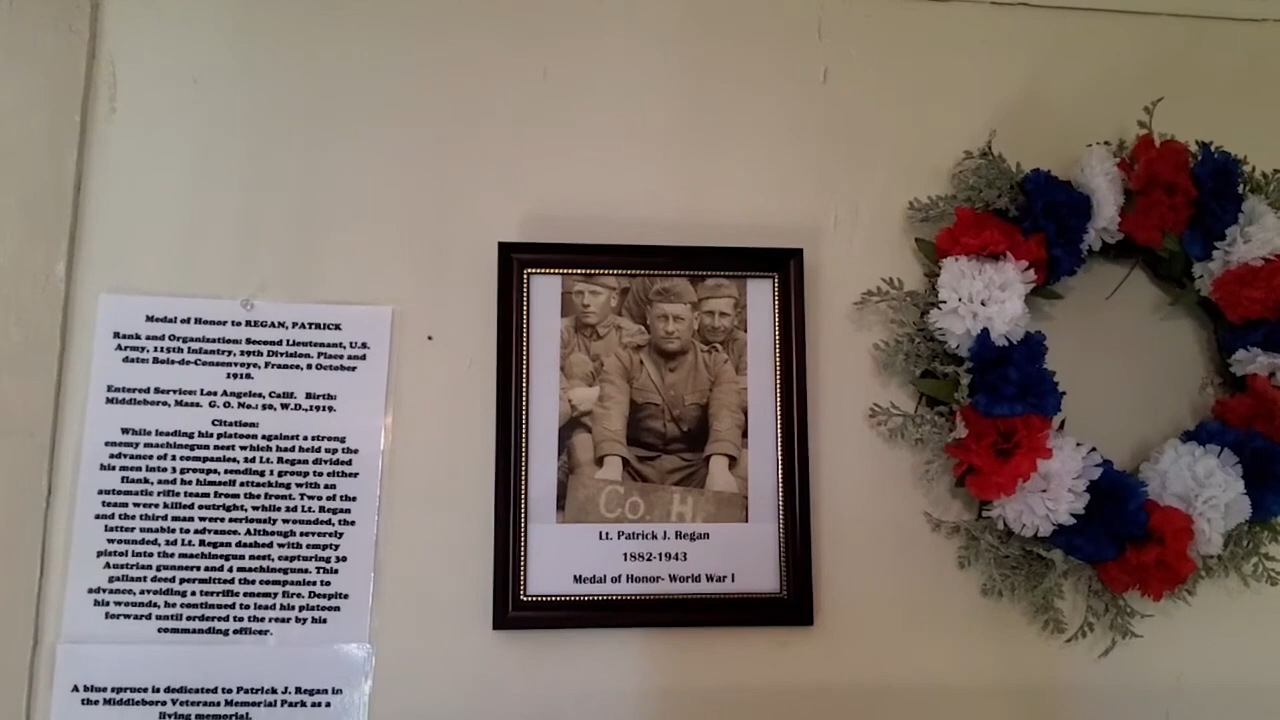 Medal of Honor to REGAN, PATRICK
Rank and Organization: Second Lieutenant, U.S.
Army, 115th Infantry, 29th Division. Place and
date: Bois-de-Consenvoye, France, 8 October
1918.
Entered Service: Los Angeles, Calif. Birth:
Middleboro, Mass. G. O. No.: 50, W.D.,1919.
Citation:
While leading his platoon against a strong
enemy machinegun nest which had held up the
advance of 2 companies, 2d Lt. Regan divided
his men into 3 groups, sending 1 group to either
flank, and he himself attacking with an
automatic rifle team from the front. Two of the
team were killed outright, while 2d Lt. Regan
and the third man were seriously wounded, the
latter unable to advance. Although severely
wounded, 2d Lt. Regan dashed with empty
pistol into the machinegun nest, capturing 30
Austrian gunners and 4 machineguns. This
gallant deed permitted the companies to
advance, avoiding a terrific enemy fire. Despite
his wounds, he continued to lead his platoon
forward until ordered to the rear by his
commanding officer.
A blue spruce is dedicated to Patrick J. Regan in
the Middleboro Veterans Memorial Park as a
living memorial.
Co. H.
Lt. Patrick J. Regan
1882-1943
Medal of Honor- World War I